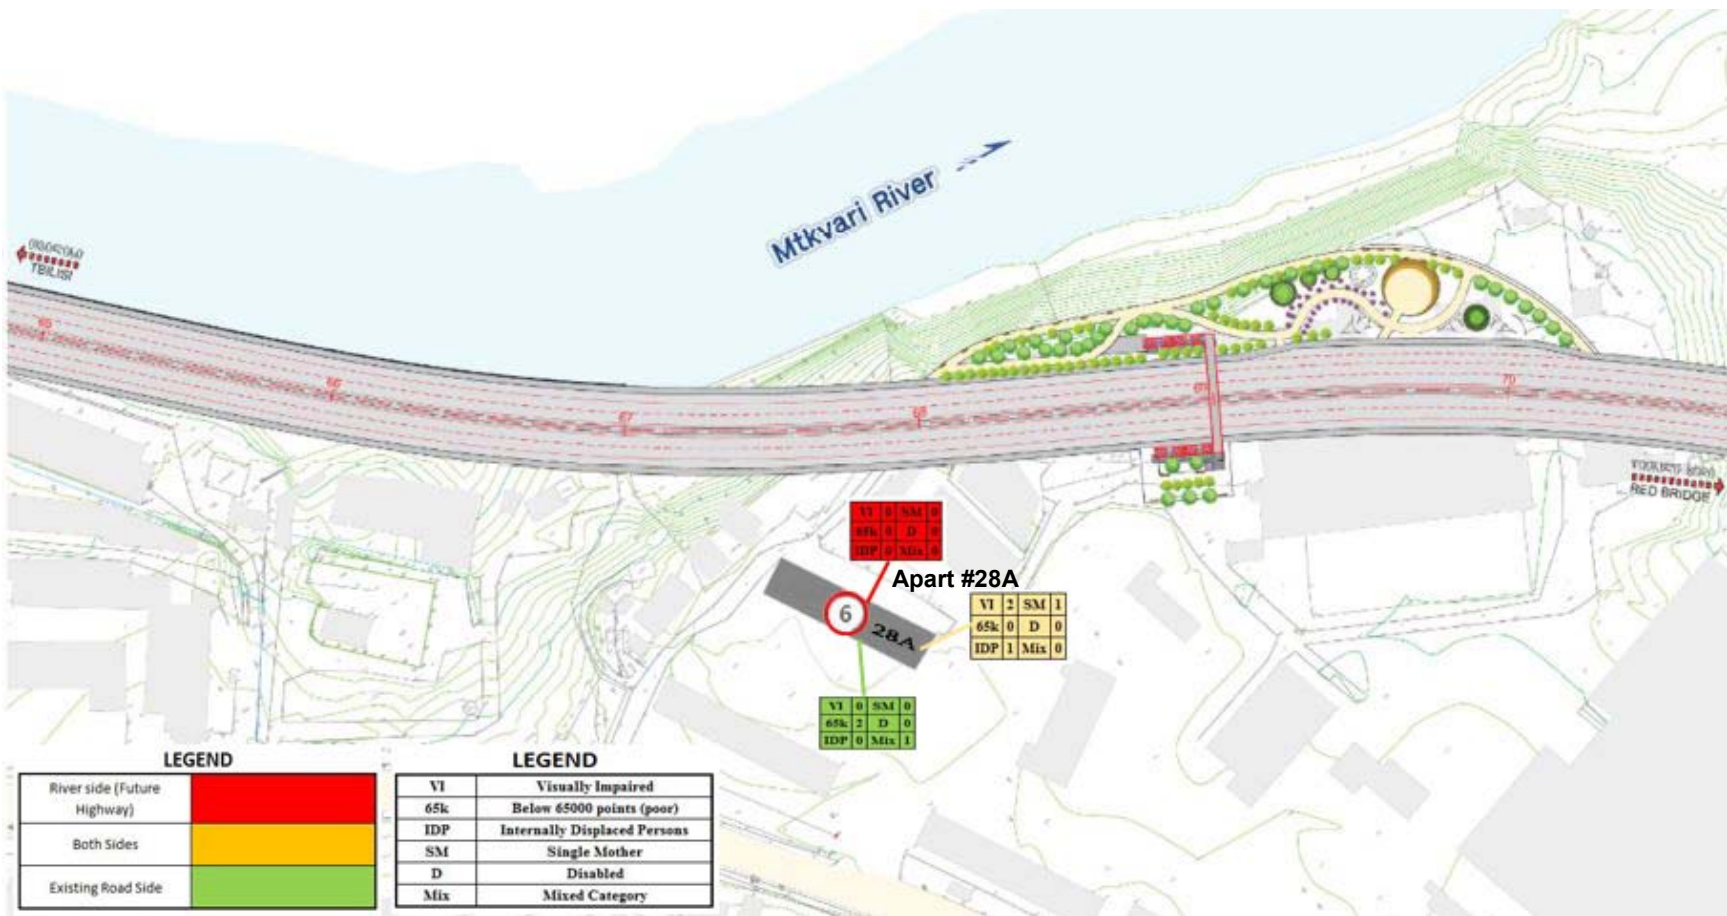 Mtkvari River
TBILISI
65
66
67
68
69
70
RED BRIDGE
VI 0 SM 0
65k 0 D 0
IDP 0 Mix 0
Apart #28A
6
28A
VI 2 SM 1
65k 0 D 0
IDP 1 Mix 0
VI 0 SM 0
65k 2 D 0
IDP 0 Mix 1
LEGEND
River side (Future
Highway)
Both Sides
Existing Road Side
LEGEND
VI Visually Impaired
65k Below 65000 points (poor)
IDP Internally Displaced Persons
SM Single Mother
D Disabled
Mix Mixed Category